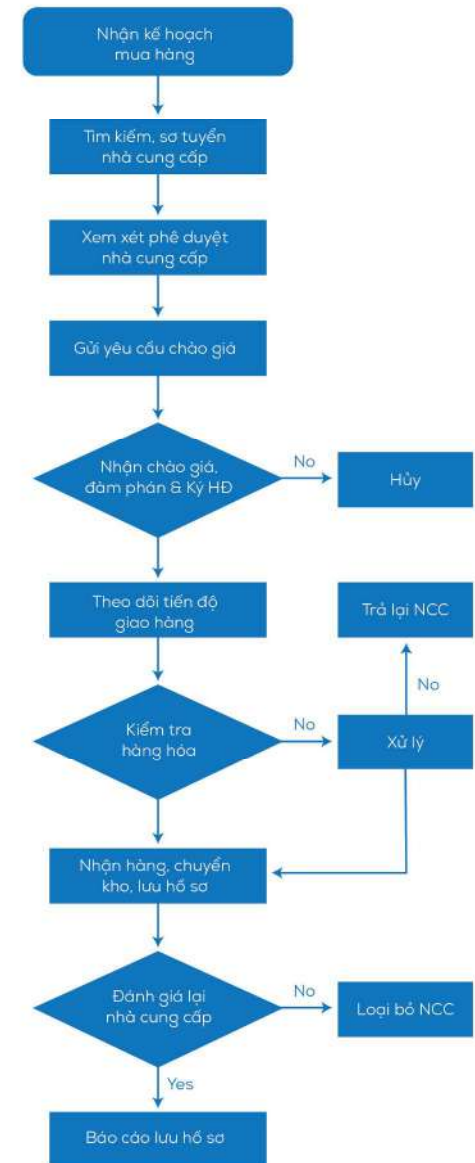 Nhận kế hoạch
mua hàng
Tìm kiếm, sơ tuyển
nhà cung cấp
Xem xét phê duyệt
nhà cung cấp
Gửi yêu cầu chào giá
Nhận chào giá,
đàm phán & Ký HĐ
No
Hủy
Theo dõi tiến độ
giao hàng
Trả lại NCC
No
Kiểm tra
hàng hóa
No
Xử lý
Nhận hàng, chuyển
kho, lưu hồ sơ
Đánh giá lại
nhà cung cấp
No
Loại bỏ NCC
Yes
Báo cáo lưu hồ sơ